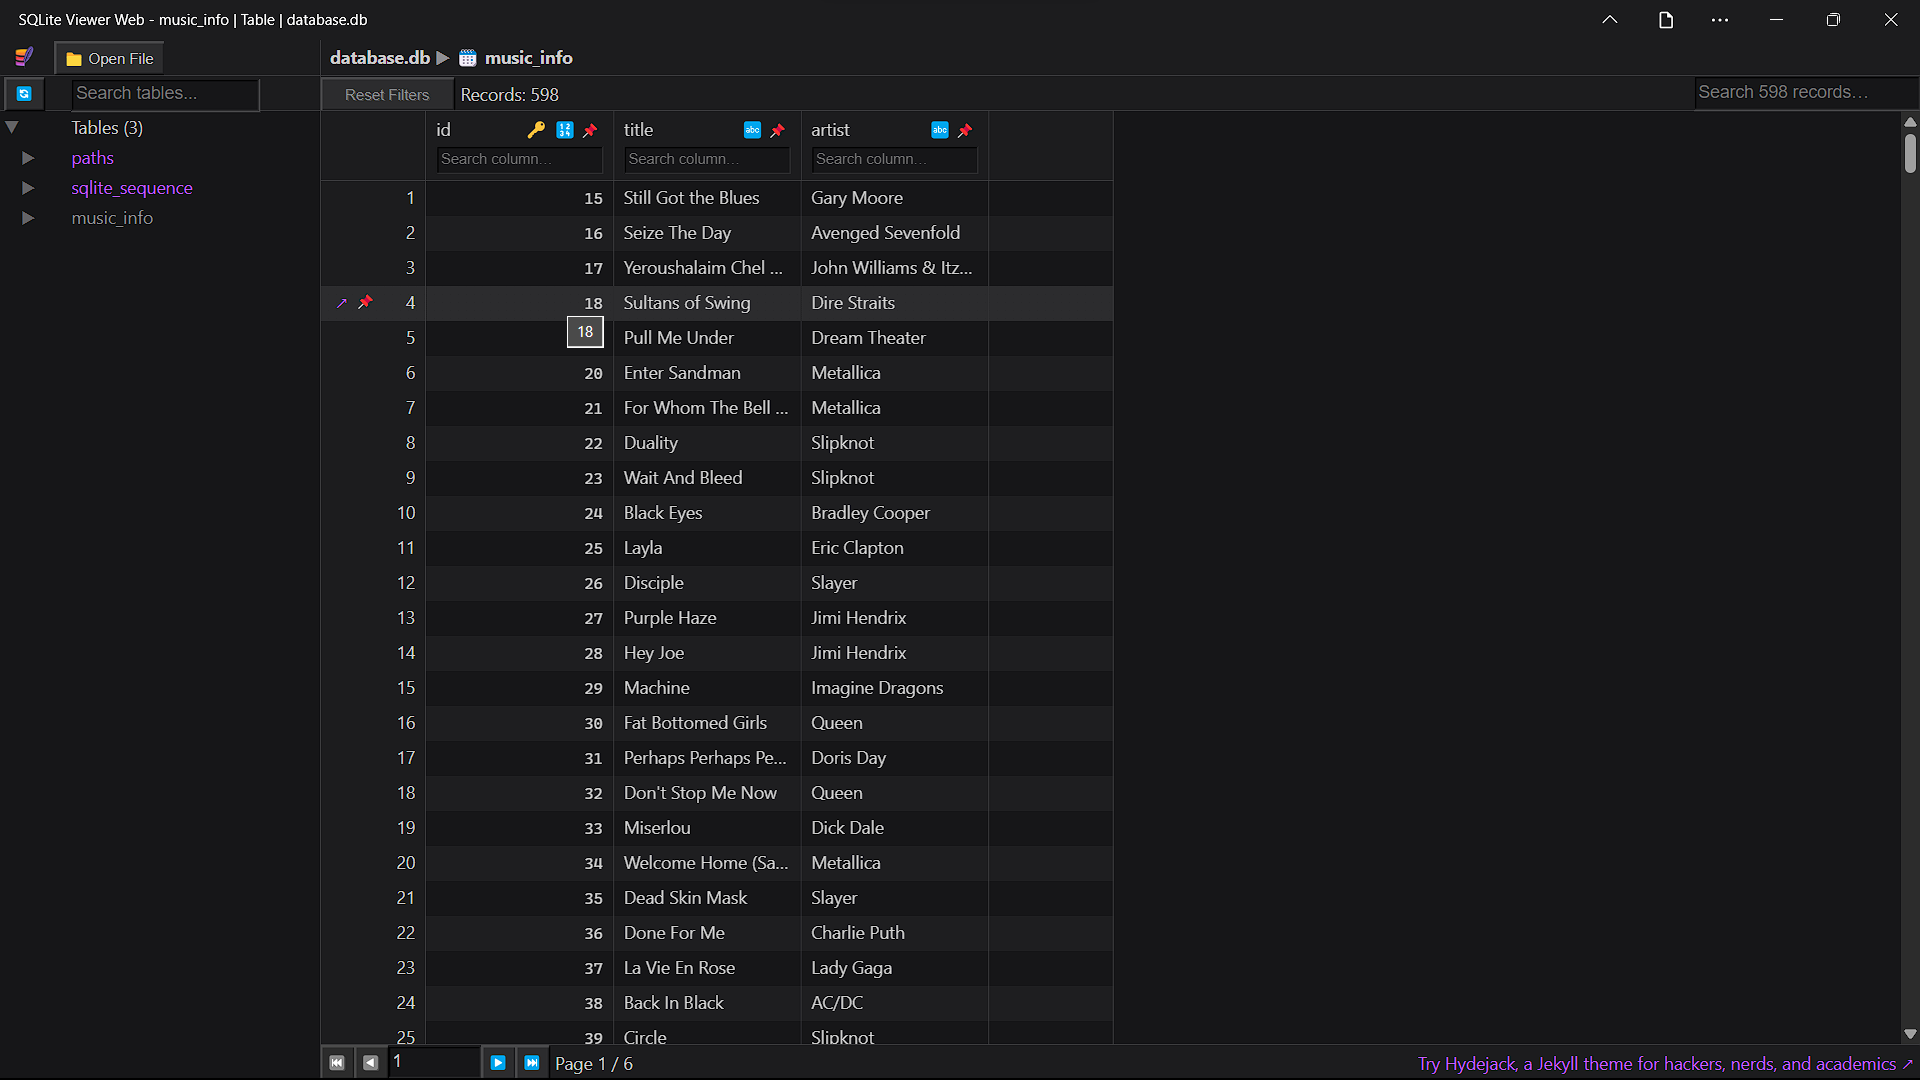 SQLite Viewer Web - music_info | Table | database.db
Open File
database.db ▶ music_info
Search tables...
Reset Filters
Records: 598
Search 598 records...
Tables (3)
paths
sqlite_sequence
music_info
id title artist
Search column... Search column... Search column...
1 15 Still Got the Blues Gary Moore
2 16 Seize The Day Avenged Sevenfold
3 17 Yeroushalaim Chel ... John Williams & Itz...
4 18 Sultans of Swing Dire Straits
18
5 Pull Me Under Dream Theater
6 20 Enter Sandman Metallica
7 21 For Whom The Bell ... Metallica
8 22 Duality Slipknot
9 23 Wait And Bleed Slipknot
10 24 Black Eyes Bradley Cooper
11 25 Layla Eric Clapton
12 26 Disciple Slayer
13 27 Purple Haze Jimi Hendrix
14 28 Hey Joe Jimi Hendrix
15 29 Machine Imagine Dragons
16 30 Fat Bottomed Girls Queen
17 31 Perhaps Perhaps Pe... Doris Day
18 32 Don't Stop Me Now Queen
19 33 Miserlou Dick Dale
20 34 Welcome Home (Sa... Metallica
21 35 Dead Skin Mask Slayer
22 36 Done For Me Charlie Puth
23 37 La Vie En Rose Lady Gaga
24 38 Back In Black AC/DC
25 39 Circle Slipknot
1 Page 1 / 6
Try Hydejack, a Jekyll theme for hackers, nerds, and academics ↗